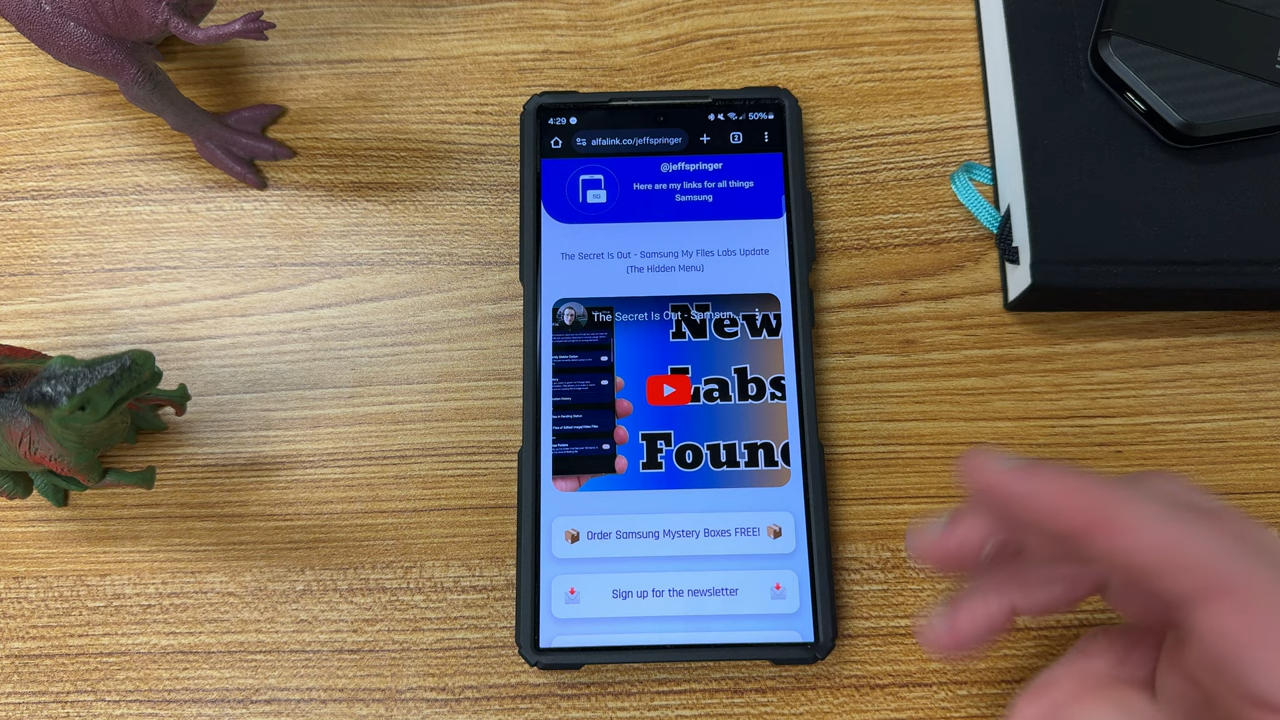 4:29
50%
alfalink.co/jeffspringer
2
@jeffspringer
Here are my links for all things
Samsung
5G
The Secret Is Out - Samsung My Files Labs Update
(The Hidden Menu)
The Secret Is Out - Samsun...
New
Labs
Found
📦 Order Samsung Mystery Boxes FREE! 📦
📩 Sign up for the newsletter 📩